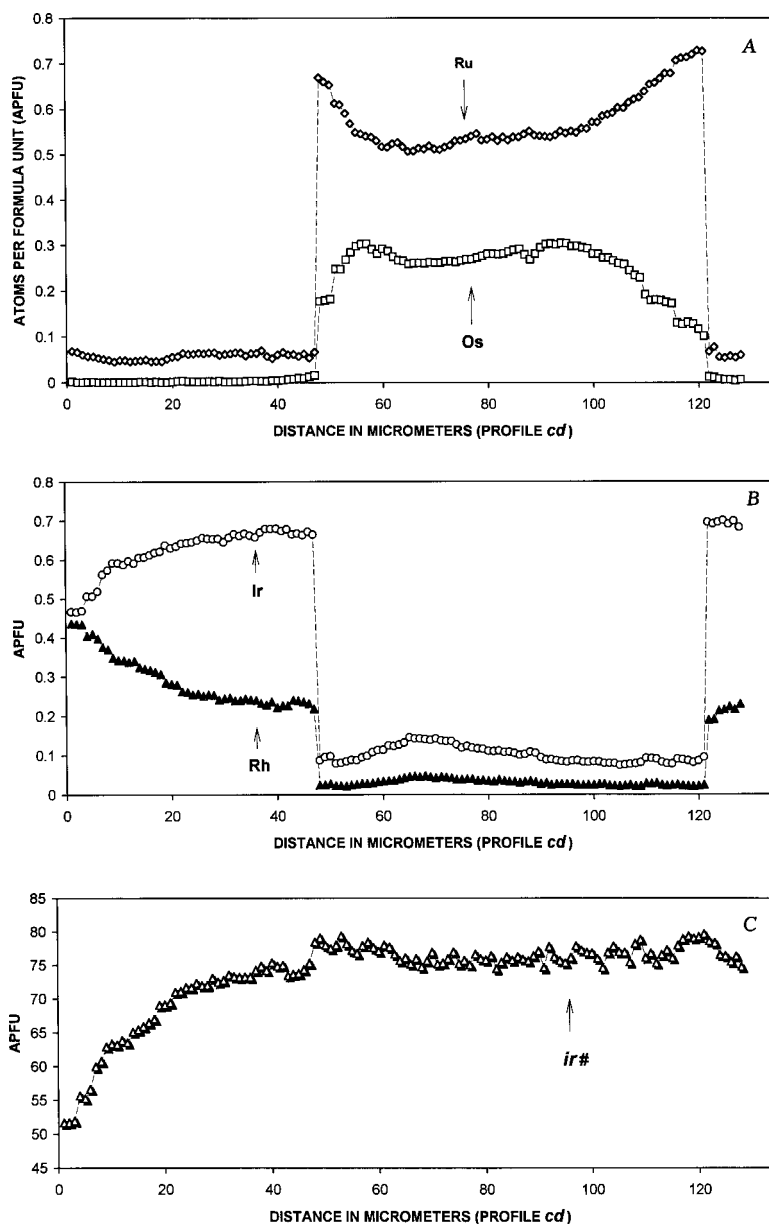 A
0.8
0.7
0.6
0.5
0.4
0.3
0.2
0.1
0
ATOMS PER FORMULA UNIT (APFU)
Ru
Os
0 20 40 60 80 100 120
DISTANCE IN MICROMETERS (PROFILE cd)
B
0.8
0.7
0.6
0.5
0.4
0.3
0.2
0.1
0
APFU
Ir
Rh
0 20 40 60 80 100 120
DISTANCE IN MICROMETERS (PROFILE cd)
C
85
80
75
70
65
60
55
50
45
APFU
ir#
0 20 40 60 80 100 120
DISTANCE IN MICROMETERS (PROFILE cd)